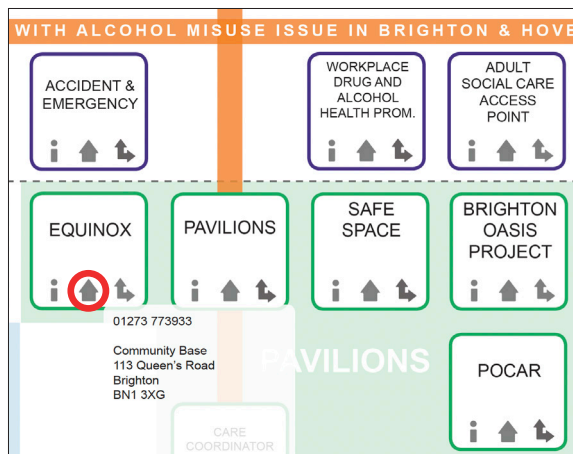 WITH ALCOHOL MISUSE ISSUE IN BRIGHTON & HOVE
ACCIDENT &
EMERGENCY
WORKPLACE
DRUG AND
ALCOHOL
HEALTH PROM.
ADULT
SOCIAL CARE
ACCESS
POINT
EQUINOX
PAVILIONS
SAFE
SPACE
BRIGHTON
OASIS
PROJECT
01273 773933
Community Base
113 Queen's Road
Brighton
BN1 3XG
PAVILIONS
POCAR
CARE
COORDINATOR